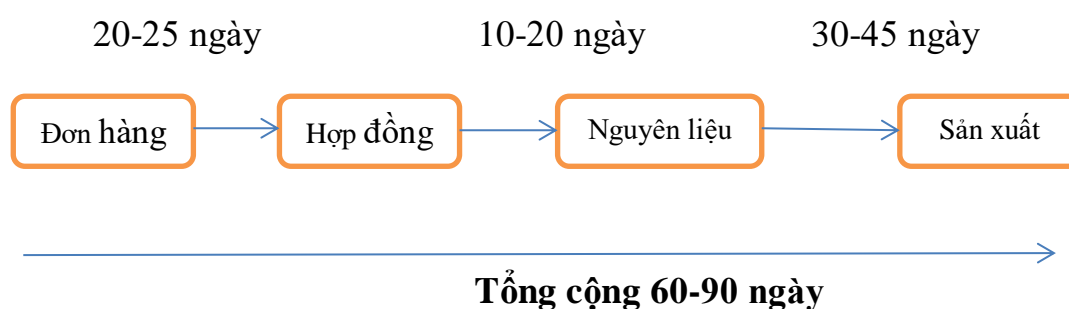 20-25 ngày
10-20 ngày
30-45 ngày
Đơn hàng
Hợp đồng
Nguyên liệu
Sản xuất
Tổng cộng 60-90 ngày